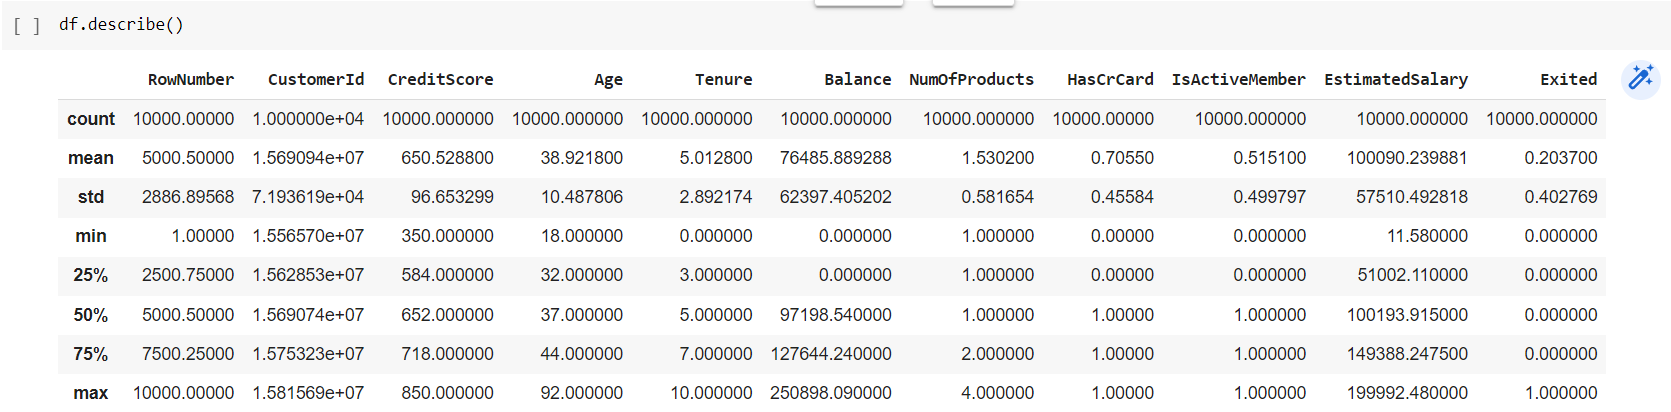 [ ] df.describe()
RowNumber CustomerId CreditScore Age Tenure Balance NumOfProducts HasCrCard IsActiveMember EstimatedSalary Exited
count 10000.00000 1.000000e+04 10000.000000 10000.000000 10000.000000 10000.000000 10000.000000 10000.00000 10000.000000 10000.000000 10000.000000
mean 5000.50000 1.569094e+07 650.528800 38.921800 5.012800 76485.889288 1.530200 0.70550 0.515100 100090.239881 0.203700
std 2886.89568 7.193619e+04 96.653299 10.487806 2.892174 62397.405202 0.581654 0.45584 0.499797 57510.492818 0.402769
min 1.00000 1.556570e+07 350.000000 18.000000 0.000000 0.000000 1.000000 0.00000 0.000000 11.580000 0.000000
25% 2500.75000 1.562853e+07 584.000000 32.000000 3.000000 0.000000 1.000000 0.00000 0.000000 51002.110000 0.000000
50% 5000.50000 1.569074e+07 652.000000 37.000000 5.000000 97198.540000 1.000000 1.00000 1.000000 100193.915000 0.000000
75% 7500.25000 1.575323e+07 718.000000 44.000000 7.000000 127644.240000 2.000000 1.00000 1.000000 149388.247500 0.000000
max 10000.00000 1.581569e+07 850.000000 92.000000 10.000000 250898.090000 4.000000 1.00000 1.000000 199992.480000 1.000000